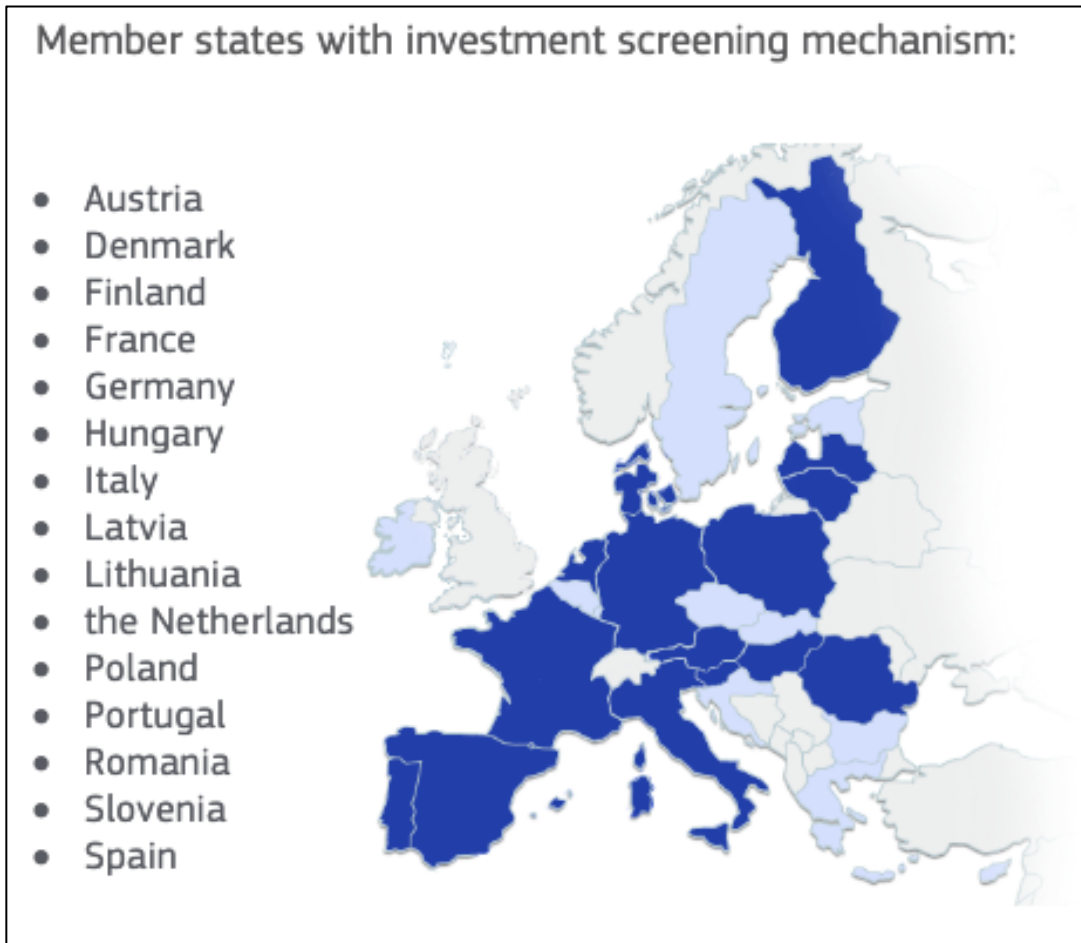 Member states with investment screening mechanism:
• Austria
• Denmark
• Finland
• France
• Germany
• Hungary
• Italy
• Latvia
• Lithuania
• the Netherlands
• Poland
• Portugal
• Romania
• Slovenia
• Spain